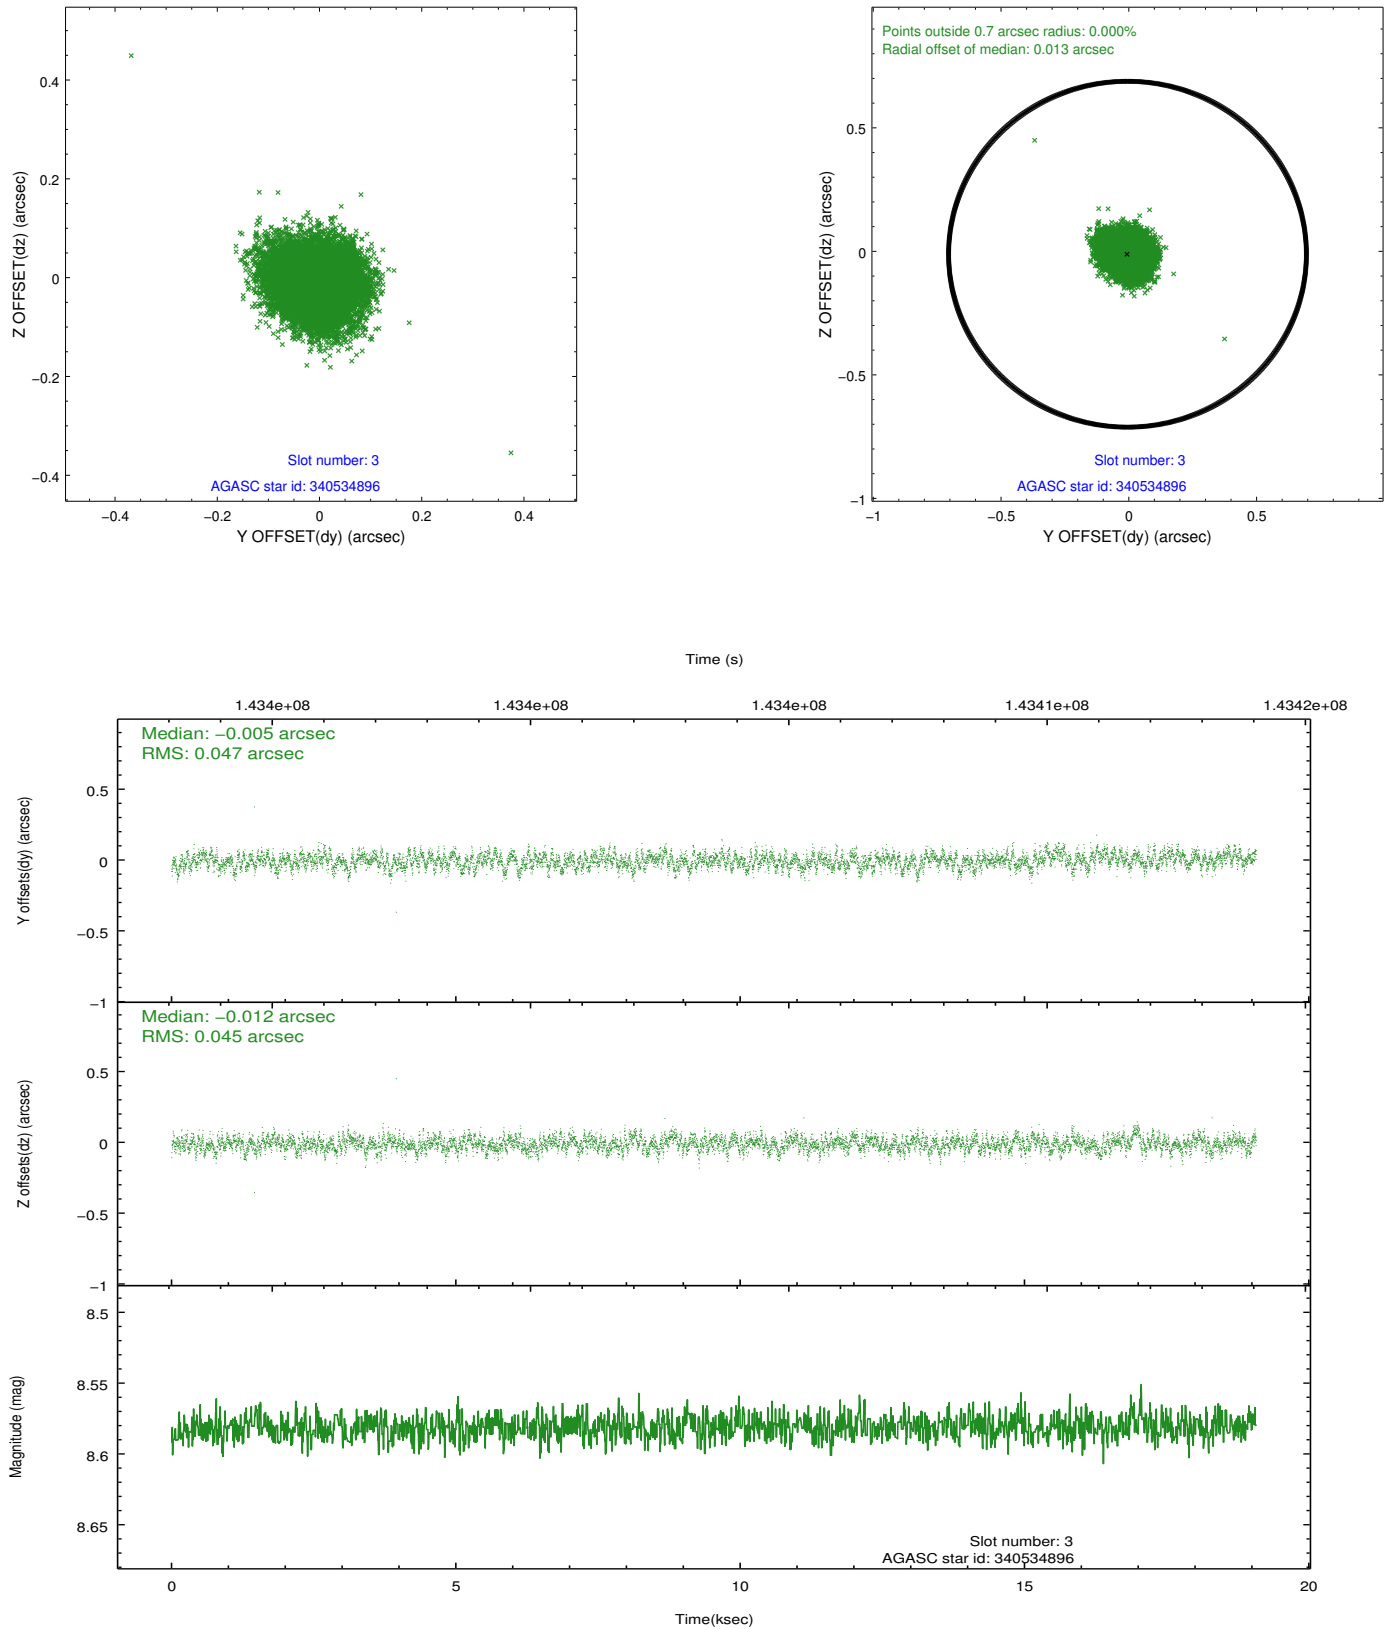 0.4
0.2
0
−0.2
−0.4
Z OFFSET(dz) (arcsec)
Slot number: 3
AGASC star id: 340534896
−0.4 −0.2 0 0.2 0.4
Y OFFSET(dy) (arcsec)
Points outside 0.7 arcsec radius: 0.000%
Radial offset of median: 0.013 arcsec
0.5
0
−0.5
−1
Z OFFSET(dz) (arcsec)
Slot number: 3
AGASC star id: 340534896
−1 −0.5 0 0.5
Y OFFSET(dy) (arcsec)
Time (s)
1.434e+08 1.434e+08 1.434e+08 1.4341e+08 1.4342e+08
Median: −0.005 arcsec
RMS: 0.047 arcsec
0.5
0
−0.5
−1
Y offsets(dy) (arcsec)
Median: −0.012 arcsec
RMS: 0.045 arcsec
0.5
0
−0.5
−1
Z offsets(dz) (arcsec)
8.5
8.55
8.6
8.65
Magnitude (mag)
Slot number: 3
AGASC star id: 340534896
0 5 10 15 20
Time(ksec)